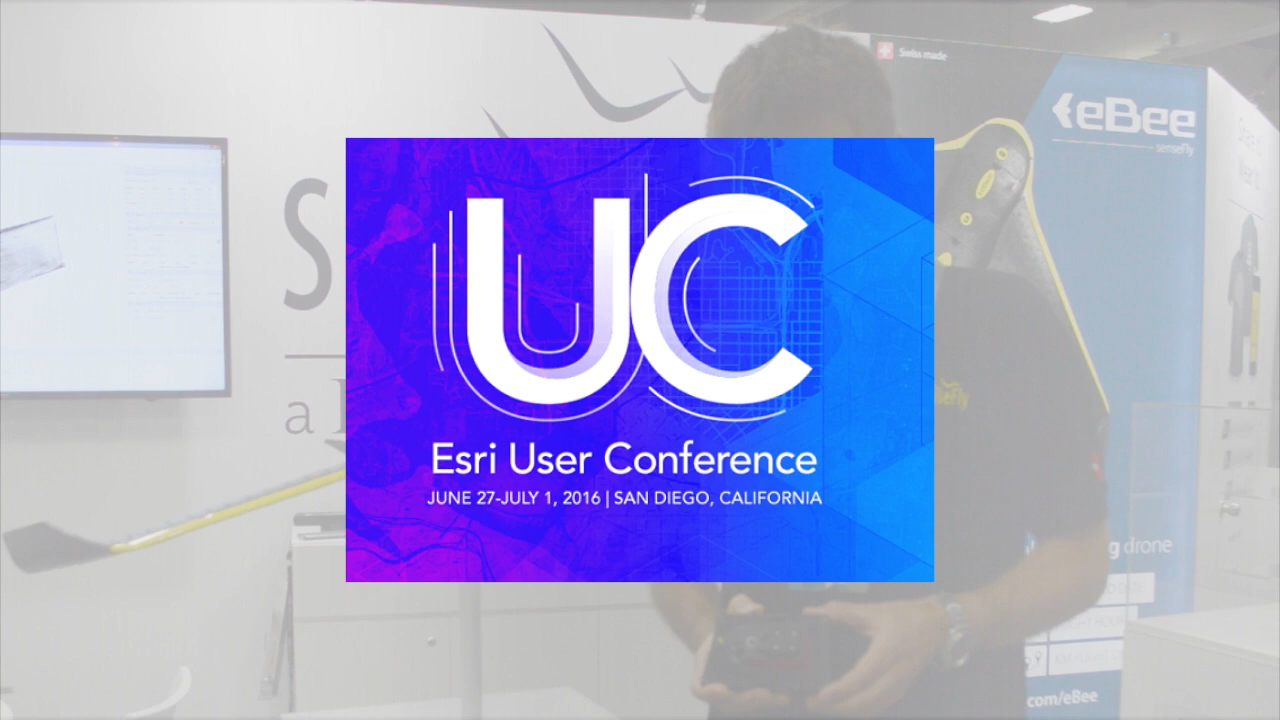 Swiss made
eBee
senseFly
S
a
UC
Esri User Conference
JUNE 27-JULY 1, 2016 | SAN DIEGO, CALIFORNIA
senseFly
g drone
.com/eBee